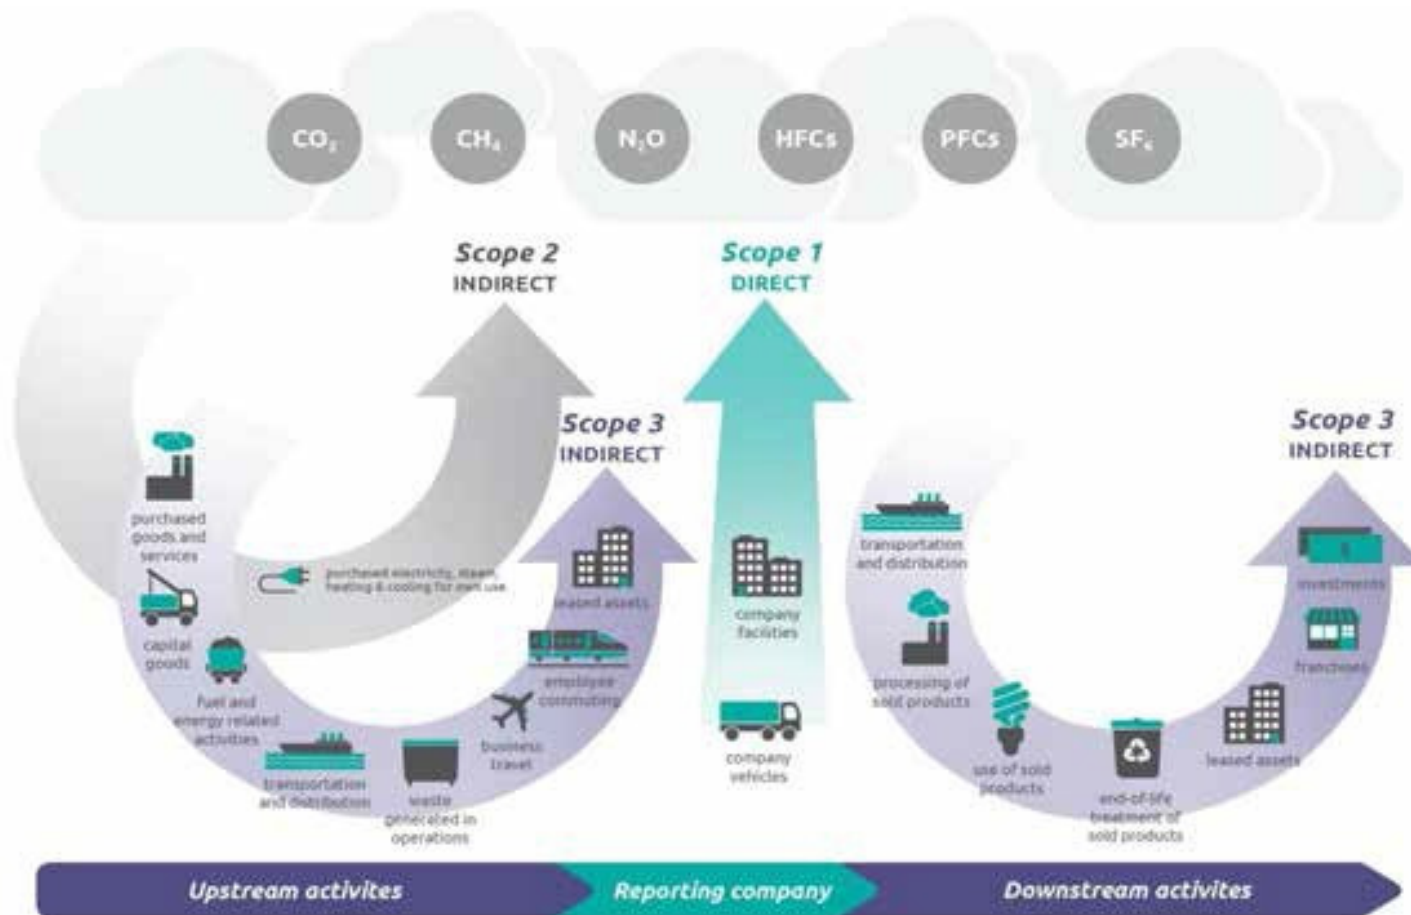 CO₂
CH₄
N₂O
HFCs
PFCs
SF₆
Scope 2
INDIRECT
Scope 1
DIRECT
Scope 3
INDIRECT
Scope 3
INDIRECT
purchased
goods and
services
capital
goods
fuel and
energy related
activities
transportation
and distribution
waste
generated in
operations
business
travel
employee
commuting
leased assets
purchased electricity, steam,
heating & cooling for own use
company
facilities
company
vehicles
transportation
and distribution
processing of
sold products
use of sold
products
end-of-life
treatment of
sold products
leased assets
franchises
investments
Upstream activites
Reporting company
Downstream activites